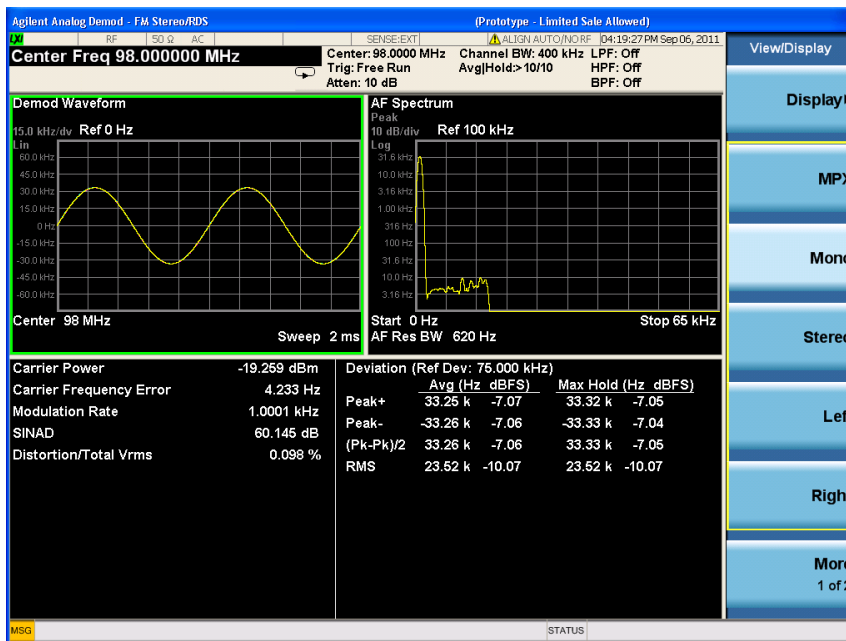 Agilent Analog Demod - FM Stereo/RDS (Prototype - Limited Sale Allowed)
LXI RF 50 Ω AC SENSE:EXT ALIGN AUTO/NO RF 04:19:27 PM Sep 06, 2011
Center Freq 98.000000 MHz
Center: 98.0000 MHz Channel BW: 400 kHz LPF: Off
Trig: Free Run Avg|Hold:>10/10 HPF: Off
Atten: 10 dB BPF: Off
Demod Waveform
15.0 kHz/div Ref 0 Hz
Lin
60.0 kHz
45.0 kHz
30.0 kHz
15.0 kHz
0 Hz
-15.0 kHz
-30.0 kHz
-45.0 kHz
-60.0 kHz
Center 98 MHz
Sweep 2 ms
AF Spectrum
Peak
10 dB/div Ref 100 kHz
Log
31.6 kHz
10.0 kHz
3.16 kHz
1.00 kHz
316 Hz
100 Hz
31.6 Hz
10.0 Hz
3.16 Hz
Start 0 Hz Stop 65 kHz
AF Res BW 620 Hz
Carrier Power -19.259 dBm
Carrier Frequency Error 4.233 Hz
Modulation Rate 1.0001 kHz
SINAD 60.145 dB
Distortion/Total Vrms 0.098 %
Deviation (Ref Dev: 75.000 kHz)
Avg (Hz dBFS) Max Hold (Hz dBFS)
Peak+ 33.25 k -7.07 33.32 k -7.05
Peak- -33.26 k -7.06 -33.33 k -7.04
(Pk-Pk)/2 33.26 k -7.06 33.33 k -7.05
RMS 23.52 k -10.07 23.52 k -10.07
View/Display
Display
MPX
Mono
Stereo
Lef
Righ
More
1 of 2
MSG STATUS